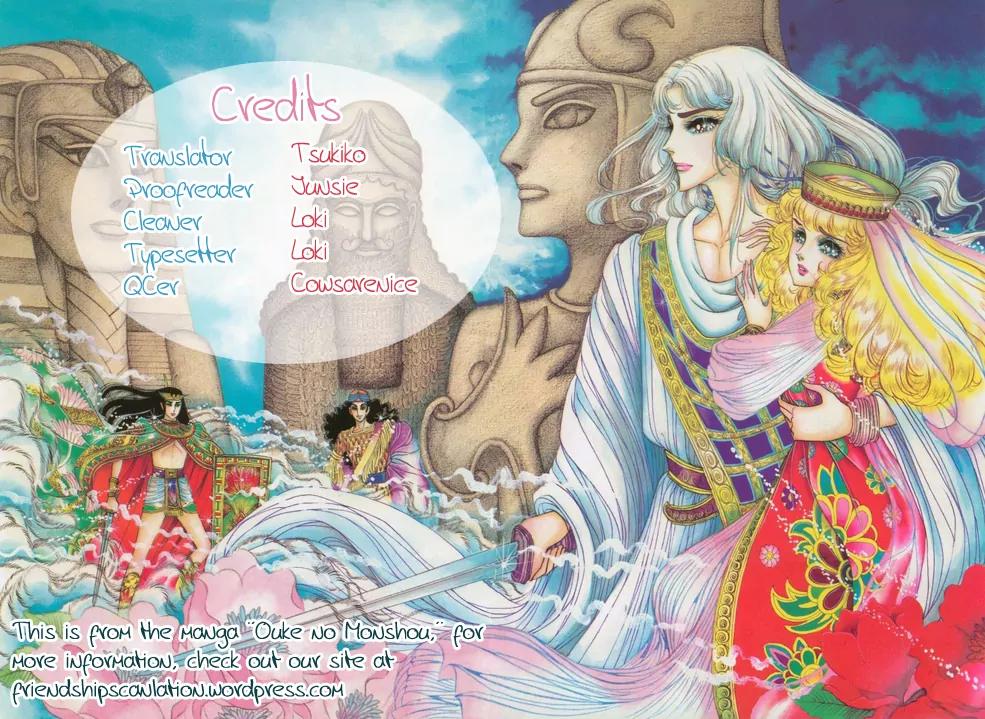 Credits
Translator Tsukiko
Proofreader Junsie
Cleaner Loki
Typesetter Loki
QCer Cowsarenice
This is from the manga "Ouke no Monshou," for
more information, check out our site at
friendshipscanlation.wordpress.com